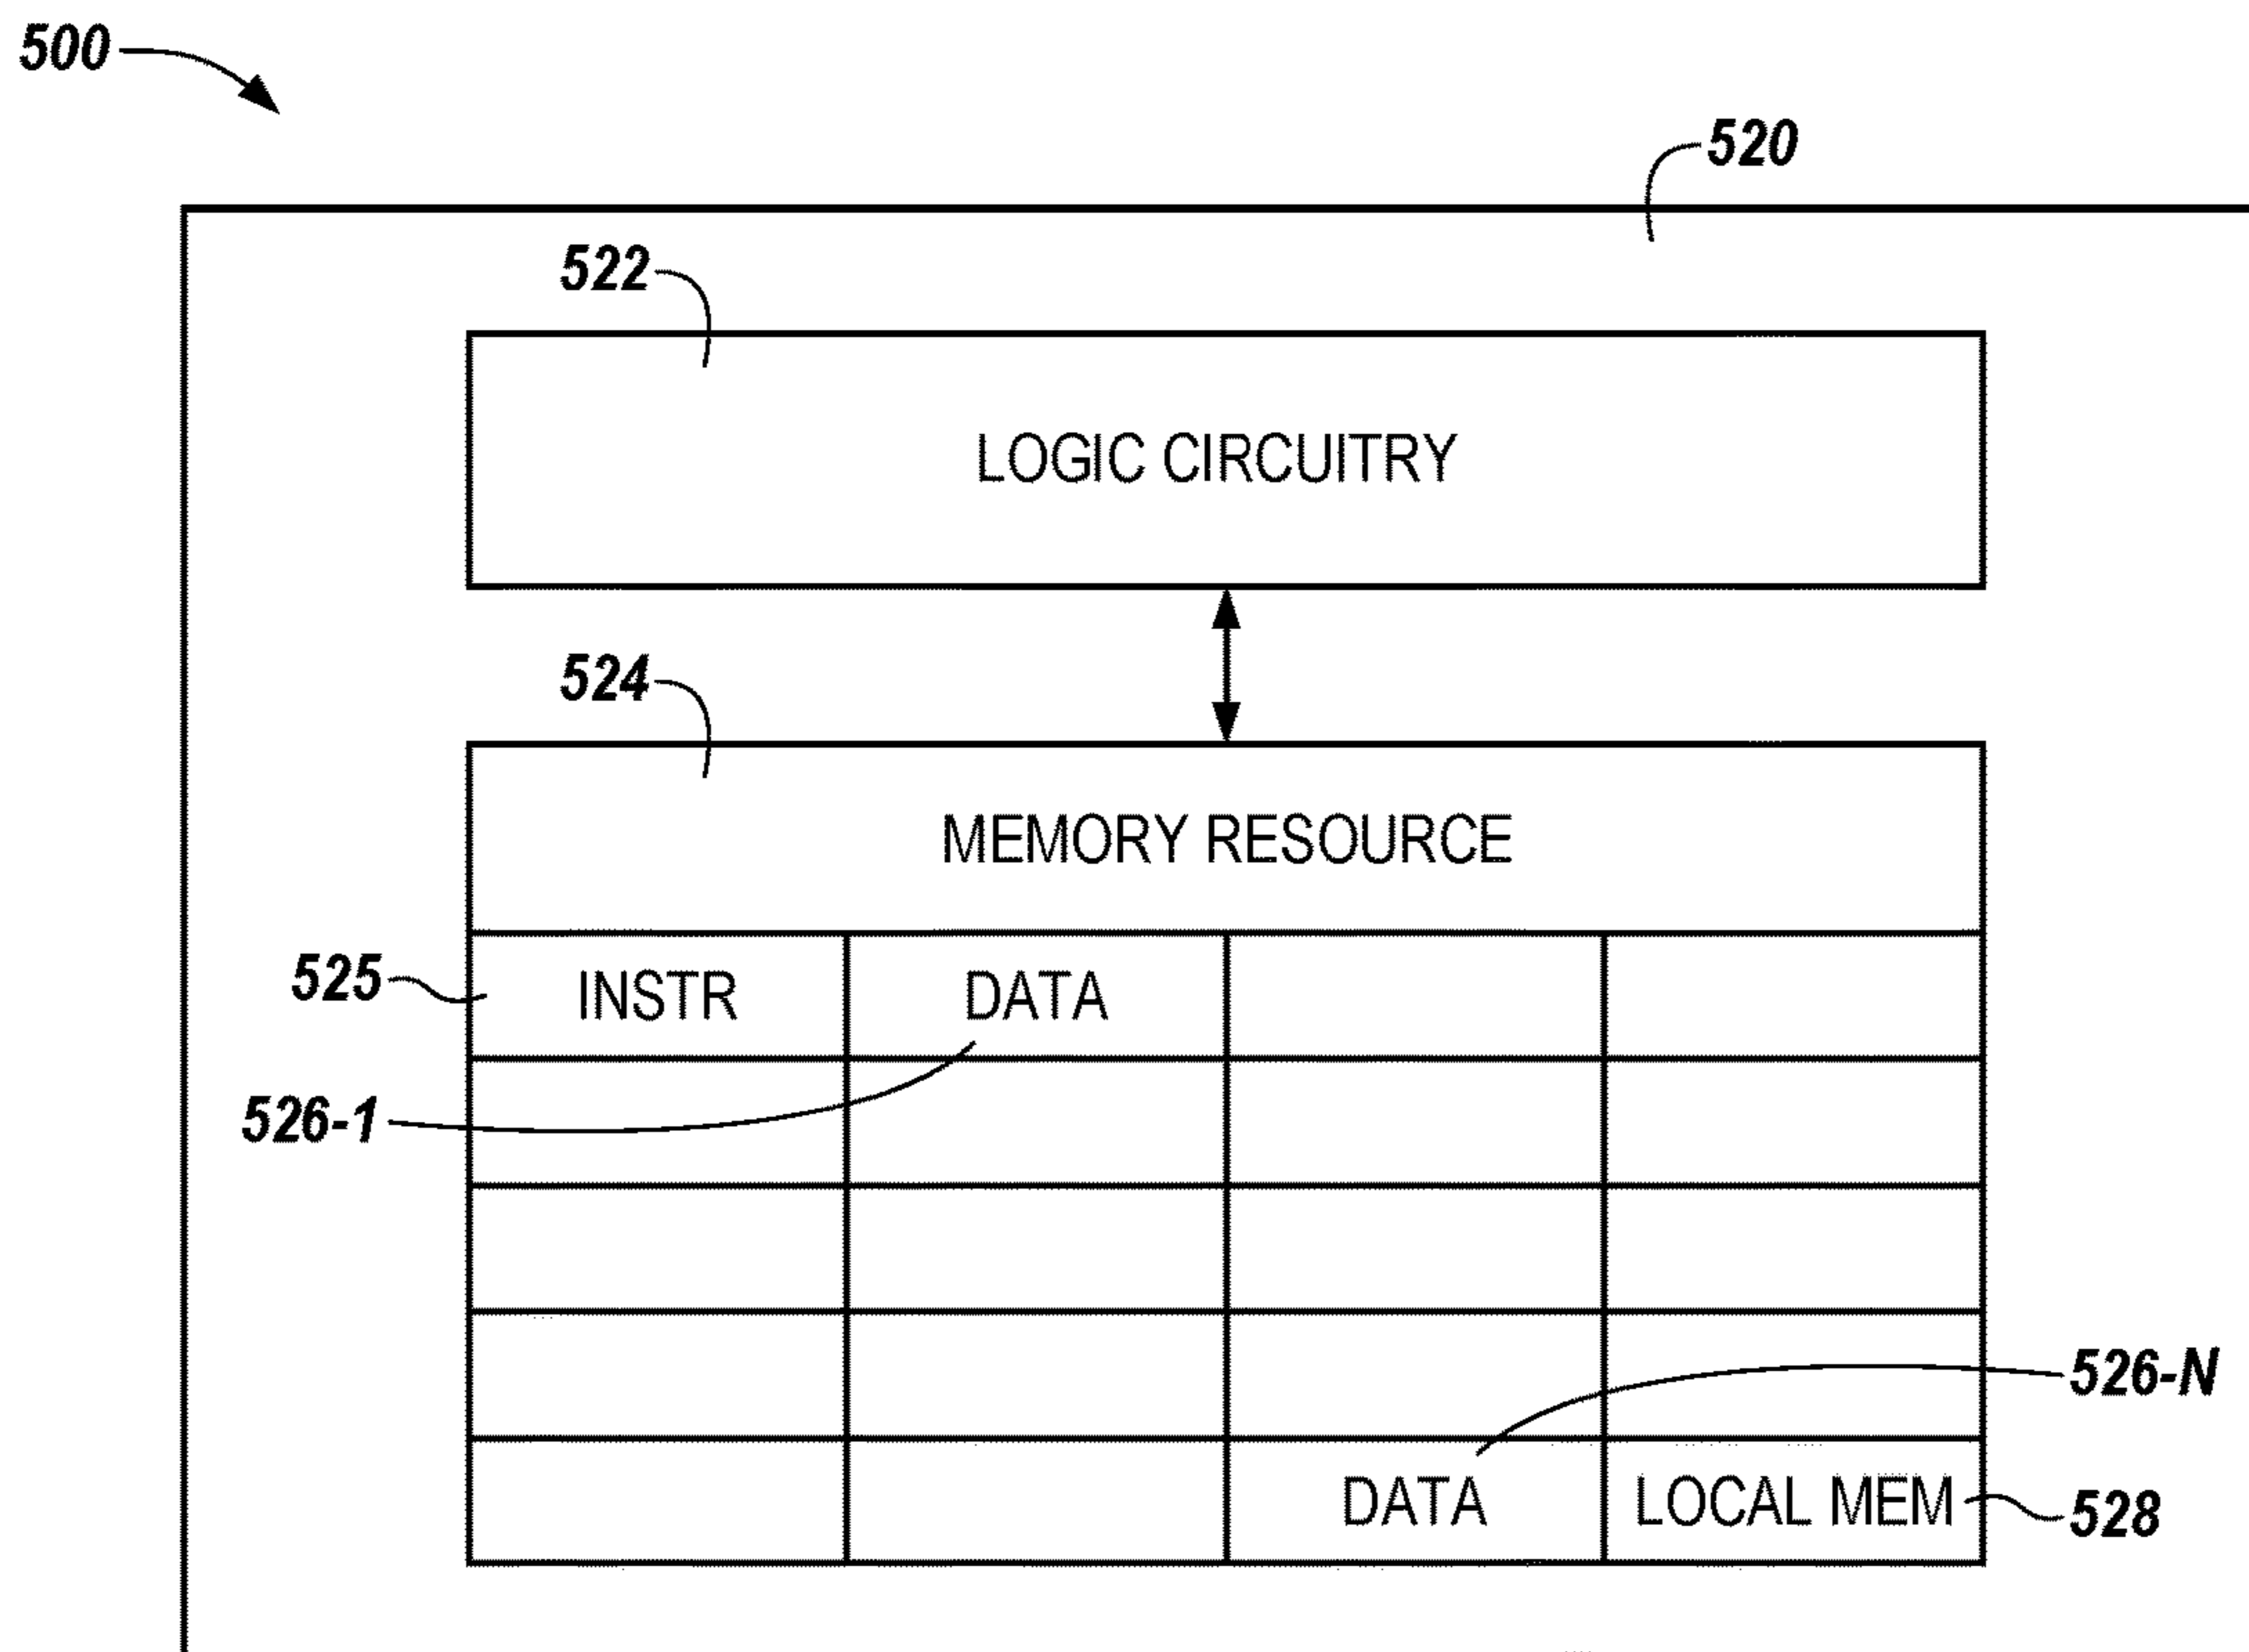 500
520
522
LOGIC CIRCUITRY
524
MEMORY RESOURCE
525 INSTR DATA
526-1
526-N
DATA LOCAL MEM 528